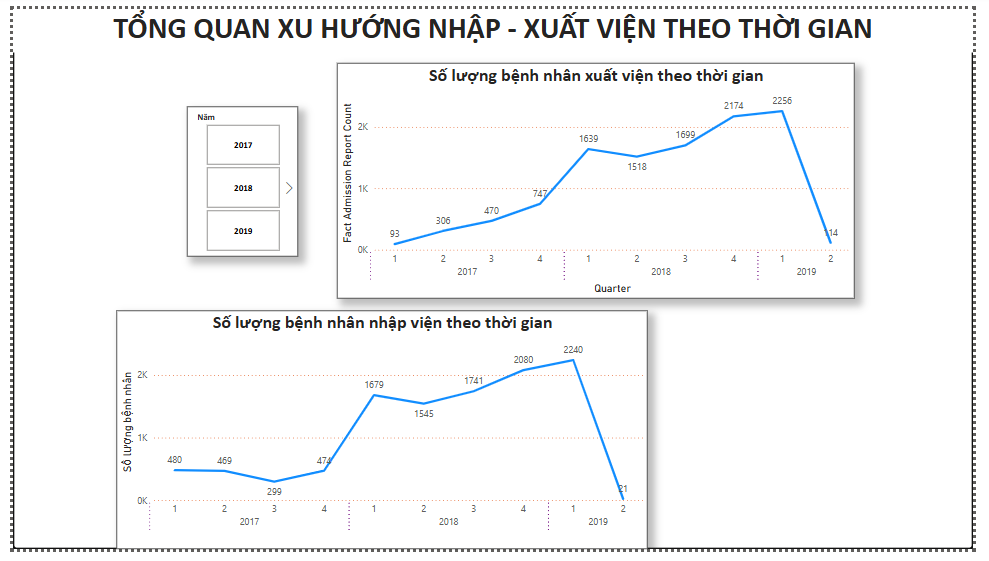 TỔNG QUAN XU HƯỚNG NHẬP - XUẤT VIỆN THEO THỜI GIAN
Năm
2017
2018
2019
Số lượng bệnh nhân xuất viện theo thời gian
Fact Admission Report Count
2K
1K
0K
93
306
470
747
1639
1518
1699
2174
2256
114
1 2 3 4 1 2 3 4 1 2
2017 2018 2019
Quarter
Số lượng bệnh nhân nhập viện theo thời gian
Số lượng bệnh nhân
2K
1K
0K
480
469
299
474
1679
1545
1741
2080
2240
21
1 2 3 4 1 2 3 4 1 2
2017 2018 2019